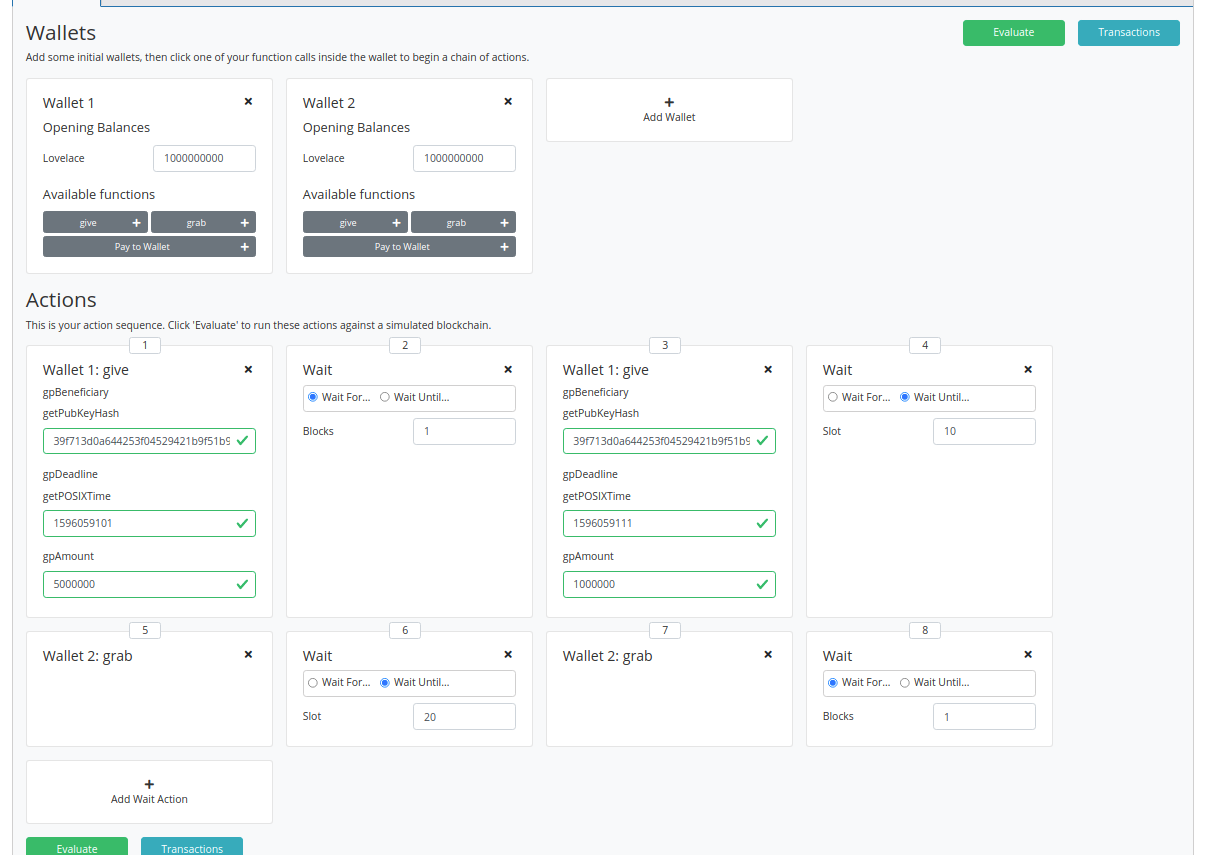 Wallets
Evaluate
Transactions
Add some initial wallets, then click one of your function calls inside the wallet to begin a chain of actions.
Wallet 1
Opening Balances
Lovelace 1000000000
Available functions
give + grab +
Pay to Wallet +
Wallet 2
Opening Balances
Lovelace 1000000000
Available functions
give + grab +
Pay to Wallet +
+
Add Wallet
Actions
This is your action sequence. Click 'Evaluate' to run these actions against a simulated blockchain.
1
Wallet 1: give
gpBeneficiary
getPubKeyHash
39f713d0a644253f04529421b9f51b9
gpDeadline
getPOSIXTime
1596059101
gpAmount
5000000
2
Wait
Wait For... Wait Until...
Blocks 1
3
Wallet 1: give
gpBeneficiary
getPubKeyHash
39f713d0a644253f04529421b9f51b9
gpDeadline
getPOSIXTime
1596059111
gpAmount
1000000
4
Wait
Wait For... Wait Until...
Slot 10
5
Wallet 2: grab
6
Wait
Wait For... Wait Until...
Slot 20
7
Wallet 2: grab
8
Wait
Wait For... Wait Until...
Blocks 1
+
Add Wait Action
Evaluate
Transactions